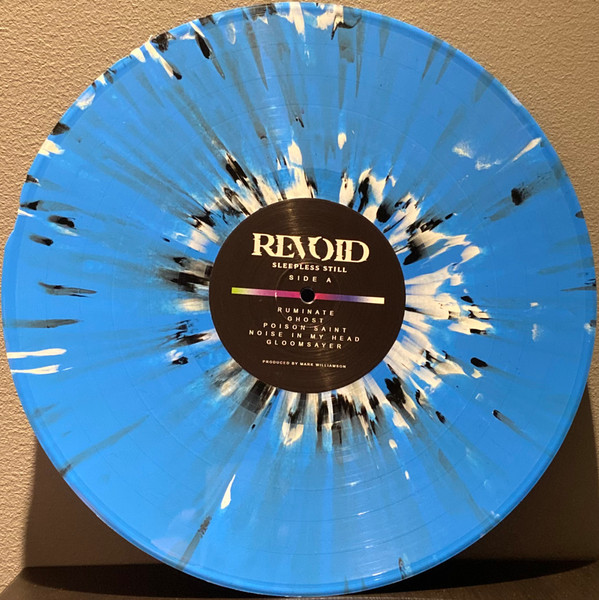 REVOID
SLEEPLESS STILL
SIDE A
RUMINATE
GHOST
POISON SAINT
NOISE IN MY HEAD
GLOOMSAYER
PRODUCED BY MARK WILLIAMSON